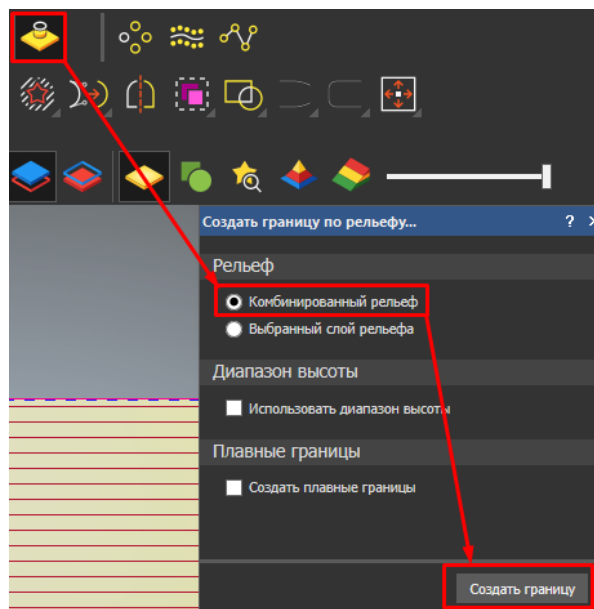 Создать границу по рельефу... ?
Рельеф
Комбинированный рельеф
Выбранный слой рельефа
Диапазон высоты
Использовать диапазон высоты
Плавные границы
Создать плавные границы
Создать границу